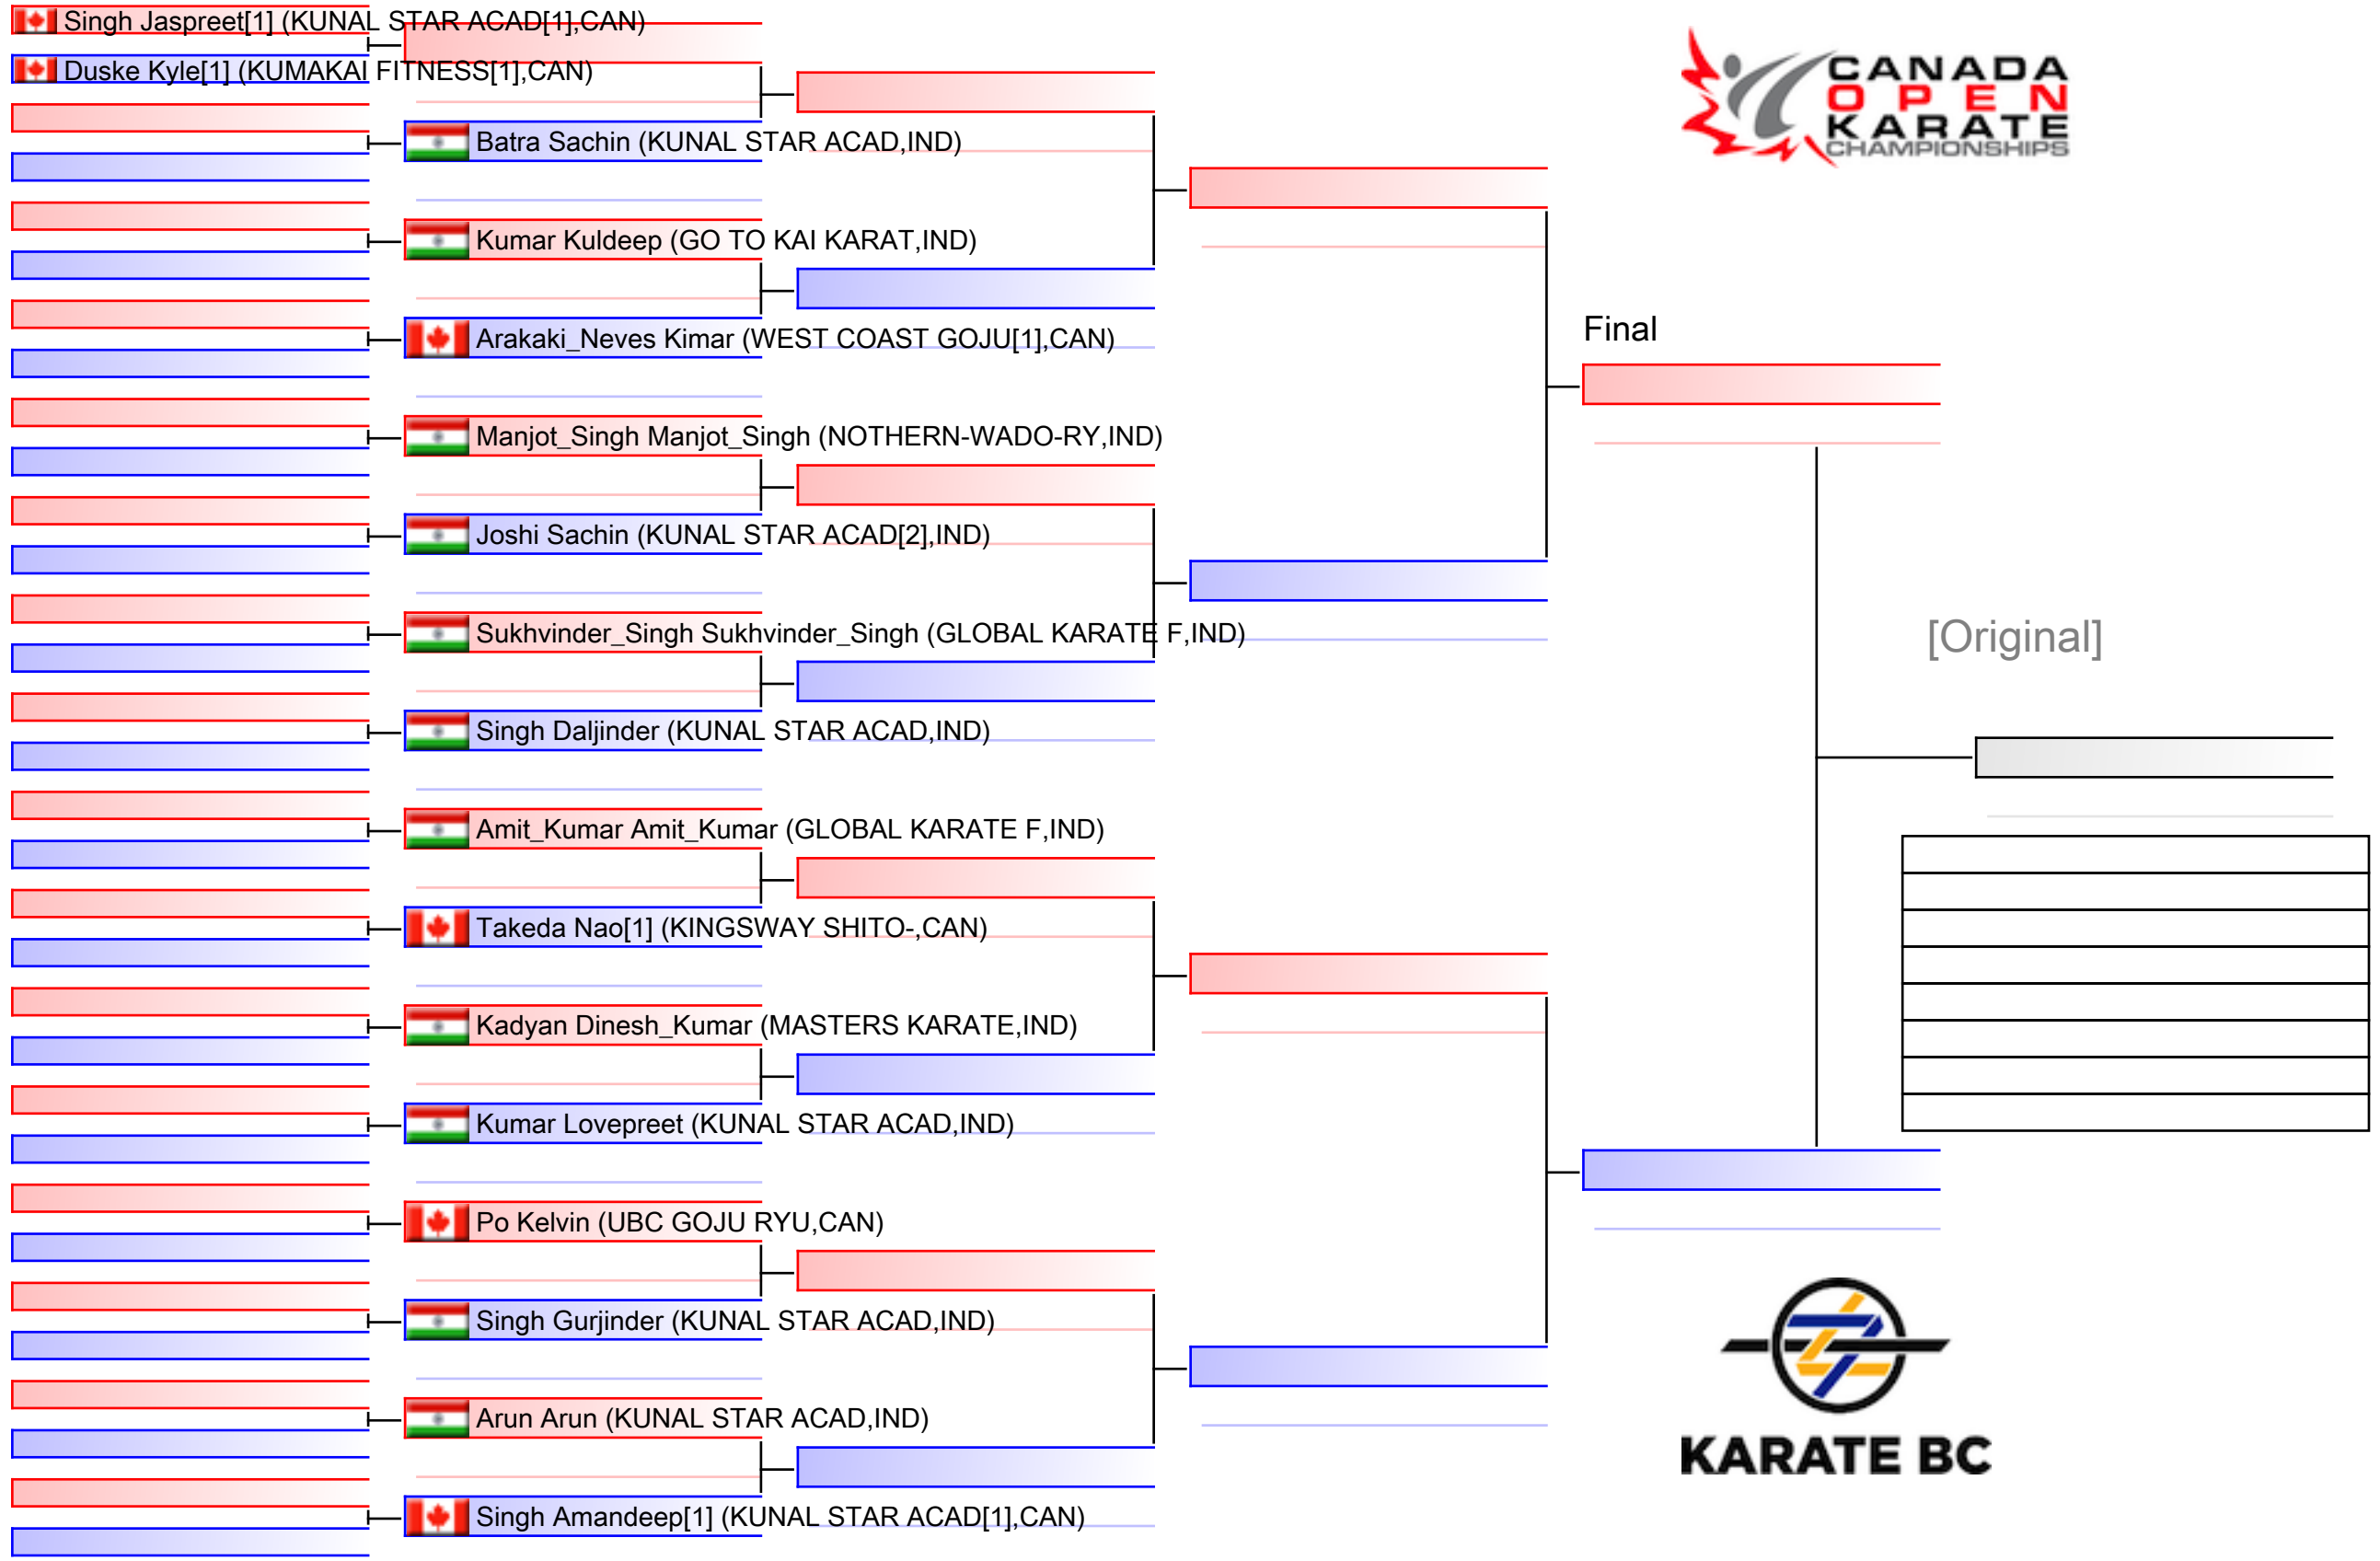 Singh Jaspreet[1] (KUNAL STAR ACAD[1],CAN)
Duske Kyle[1] (KUMAKAI FITNESS[1],CAN)
Batra Sachin (KUNAL STAR ACAD,IND)
Kumar Kuldeep (GO TO KAI KARAT,IND)
Arakaki_Neves Kimar (WEST COAST GOJU[1],CAN)
Manjot_Singh Manjot_Singh (NOTHERN-WADO-RY,IND)
Joshi Sachin (KUNAL STAR ACAD[2],IND)
Sukhvinder_Singh Sukhvinder_Singh (GLOBAL KARATE F,IND)
Singh Daljinder (KUNAL STAR ACAD,IND)
Amit_Kumar Amit_Kumar (GLOBAL KARATE F,IND)
Takeda Nao[1] (KINGSWAY SHITO-,CAN)
Kadyan Dinesh_Kumar (MASTERS KARATE,IND)
Kumar Lovepreet (KUNAL STAR ACAD,IND)
Po Kelvin (UBC GOJU RYU,CAN)
Singh Gurjinder (KUNAL STAR ACAD,IND)
Arun Arun (KUNAL STAR ACAD,IND)
Singh Amandeep[1] (KUNAL STAR ACAD[1],CAN)
CANADA
OPEN
KARATE
CHAMPIONSHIPS
Final
[Original]
KARATE BC